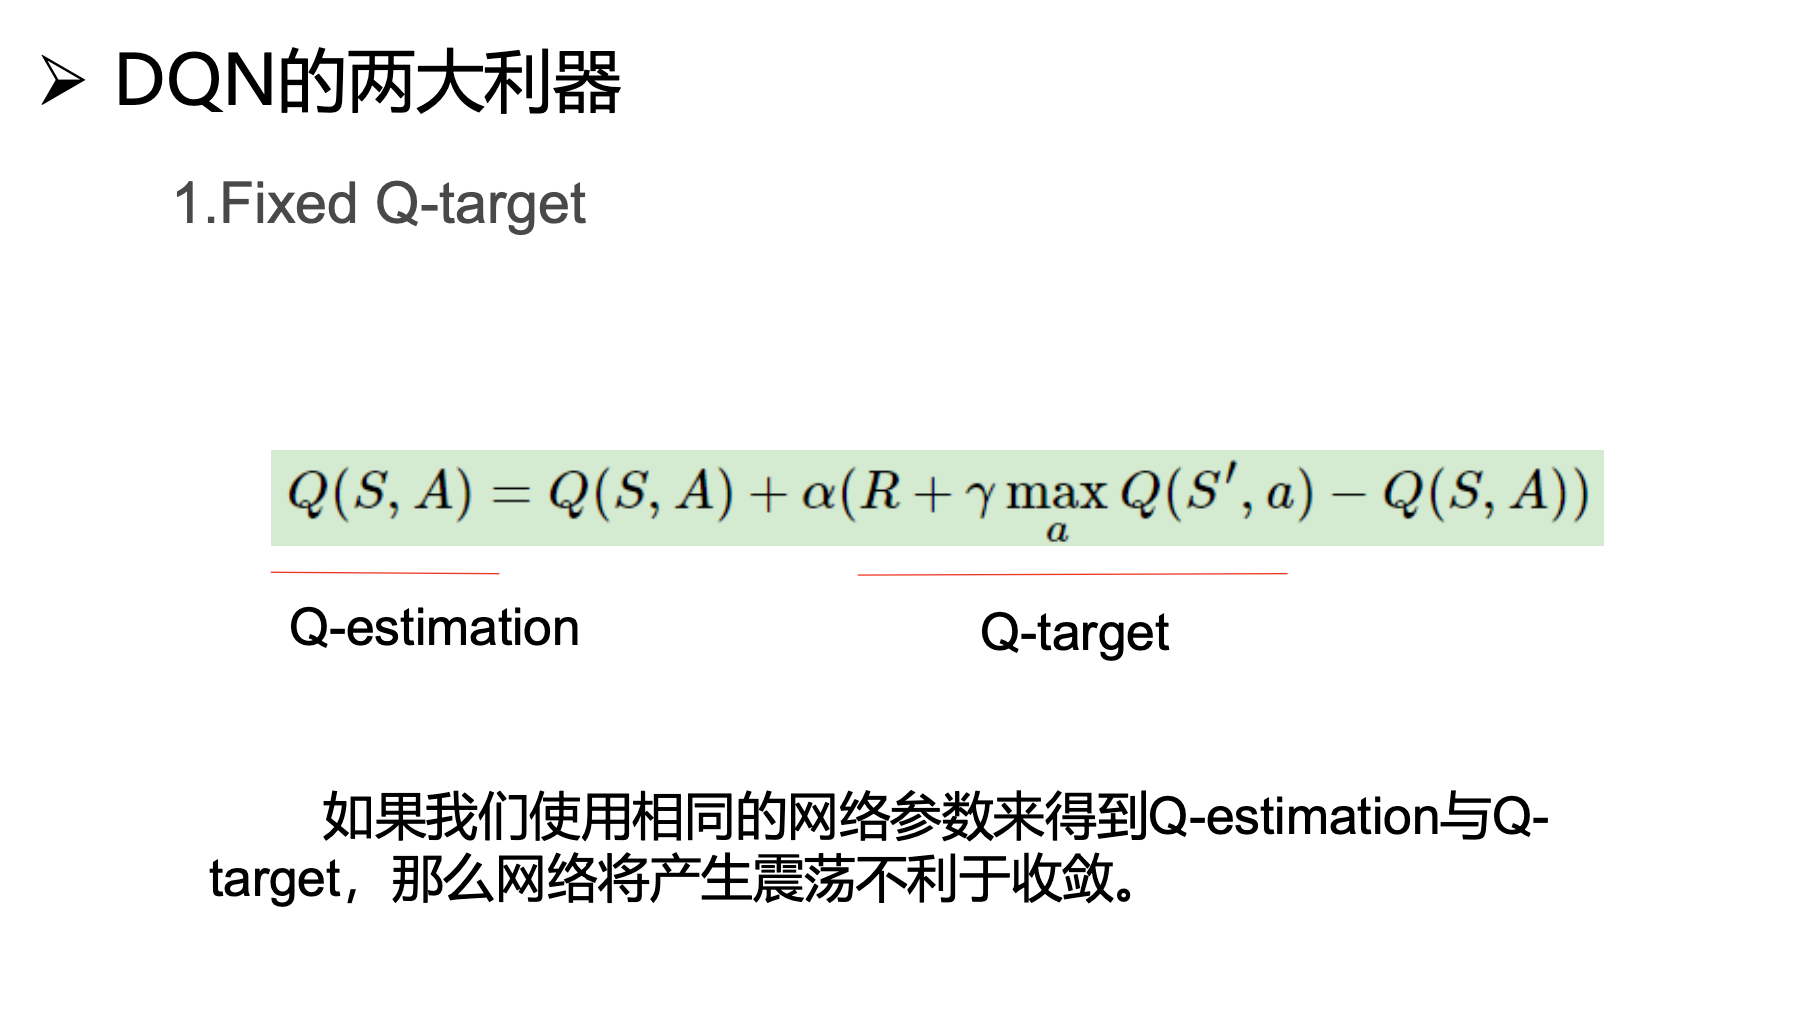 ➢ DQN的两大利器
1.Fixed Q-target
Q(S, A) = Q(S, A) + α(R + γ max_a Q(S′, a) − Q(S, A))
Q-estimation
Q-target
如果我们使用相同的网络参数来得到Q-estimation与Q-
target，那么网络将产生震荡不利于收敛。